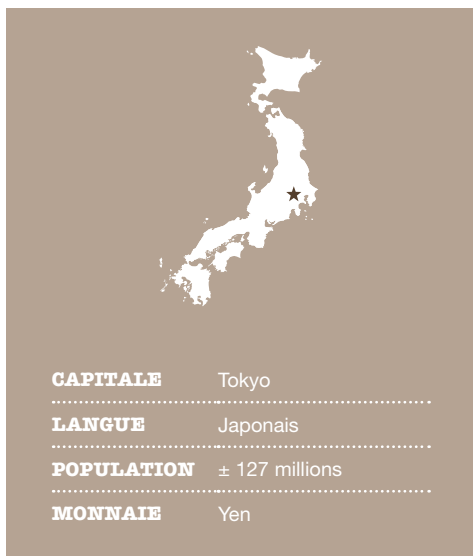 CAPITALE Tokyo
LANGUE Japonais
POPULATION ± 127 millions
MONNAIE Yen